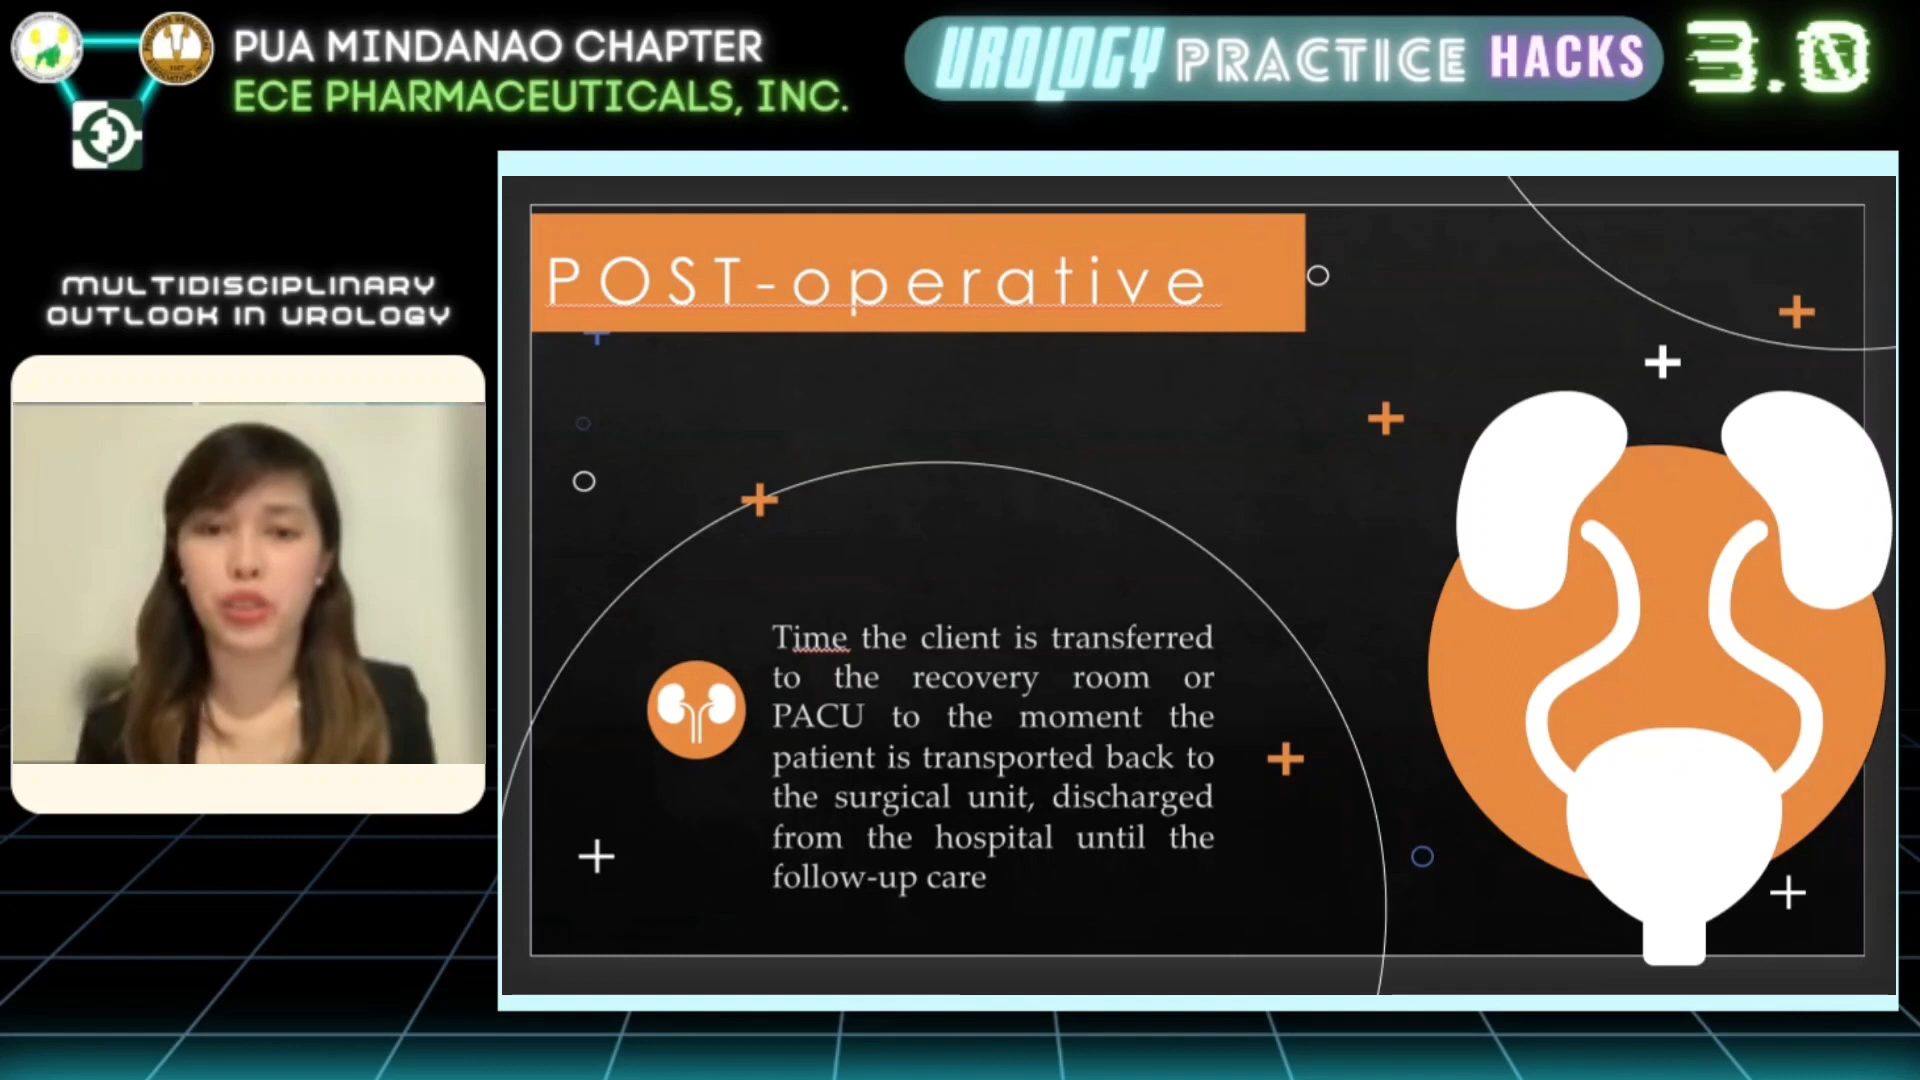 PUA MINDANAO CHAPTER
ECE PHARMACEUTICALS, INC.
UROLOGY PRACTICE HACKS 3.0
MULTIDISCIPLINARY
OUTLOOK IN UROLOGY
POST-operative
Time the client is transferred
to the recovery room or
PACU to the moment the
patient is transported back to
the surgical unit, discharged
from the hospital until the
follow-up care